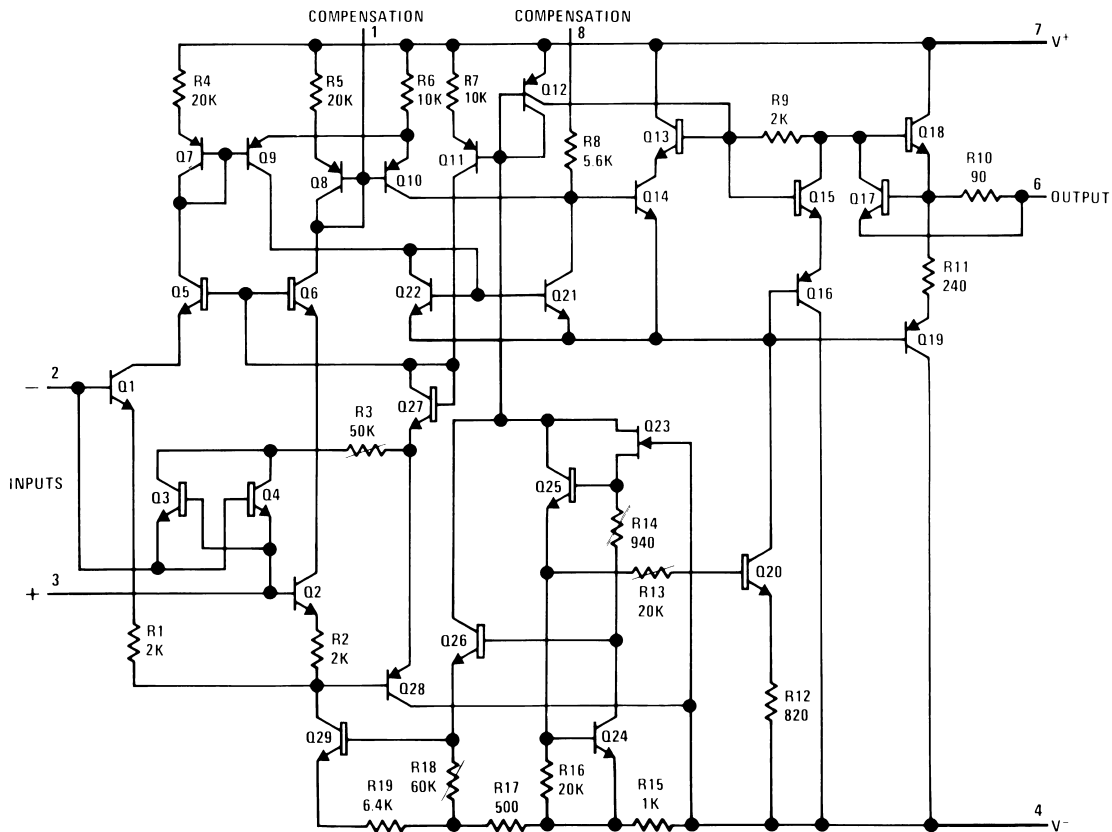 COMPENSATION
1
COMPENSATION
8
7
V+
R4
20K
R5
20K
R6
10K
R7
10K
Q12
R8
5.6K
Q13
R9
2K
Q18
Q7
Q9
Q8
Q10
Q11
Q14
Q15
Q17
R10
90
6
OUTPUT
Q5
Q6
Q22
Q21
Q16
R11
240
Q19
2
−
Q1
Q27
R3
50K
Q23
INPUTS
Q3
Q4
Q25
R14
940
3
+
Q2
R13
20K
Q20
R1
2K
R2
2K
Q26
Q28
R12
820
Q29
Q24
R18
60K
R19
6.4K
R17
500
R16
20K
R15
1K
4
V−